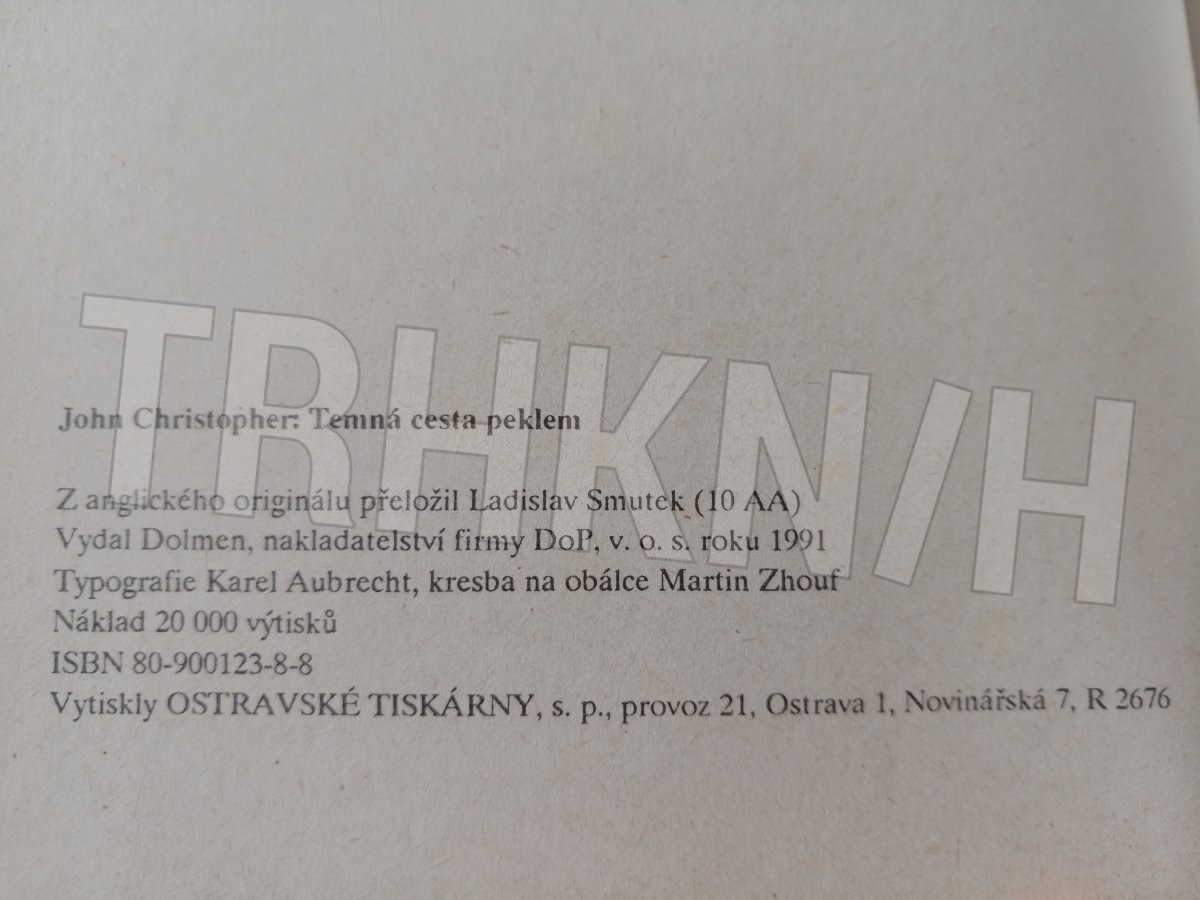 TRHKN/H
John Christopher: Temná cesta peklem
Z anglického originálu přeložil Ladislav Smutek (10 AA)
Vydal Dolmen, nakladatelství firmy DoP, v. o. s. roku 1991
Typografie Karel Aubrecht, kresba na obálce Martin Zhouf
Náklad 20 000 výtisků
ISBN 80-900123-8-8
Vytiskly OSTRAVSKÉ TISKÁRNY, s. p., provoz 21, Ostrava 1, Novinářská 7, R 2676